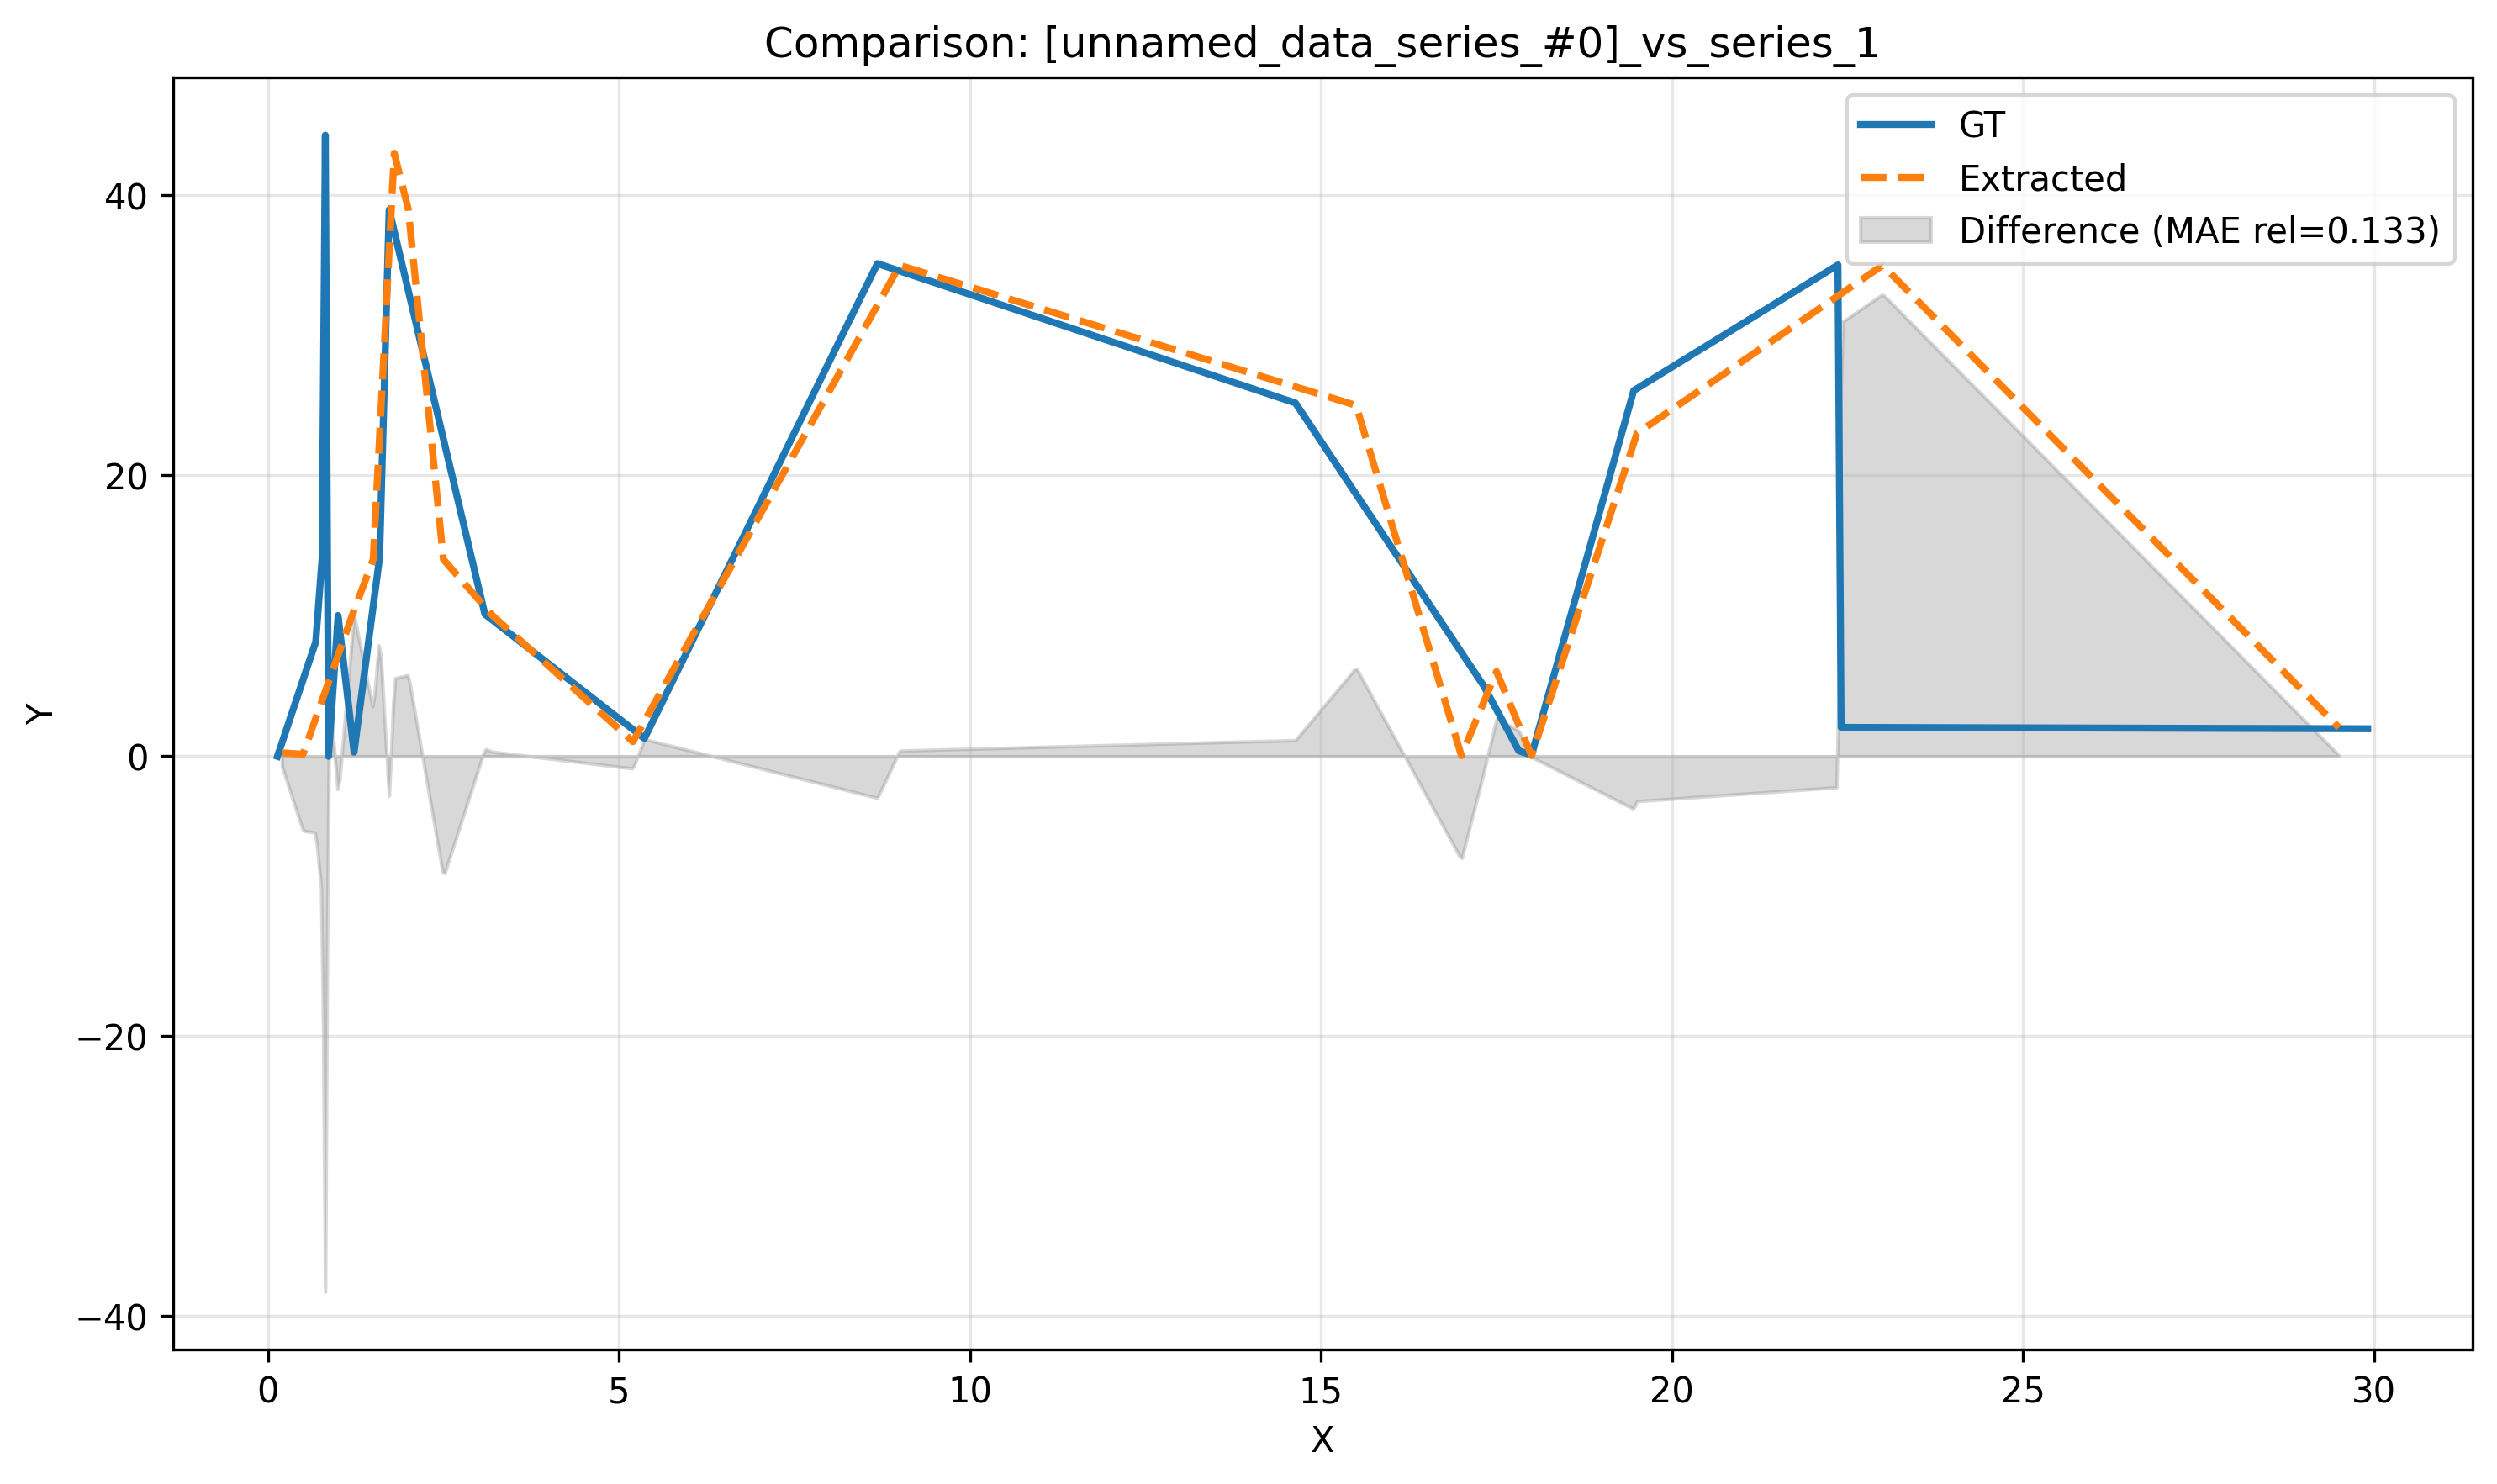 Comparison: [unnamed_data_series_#0]_vs_series_1
GT
Extracted
Difference (MAE rel=0.133)
Y
40
20
0
−20
−40
0 5 10 15 20 25 30
X